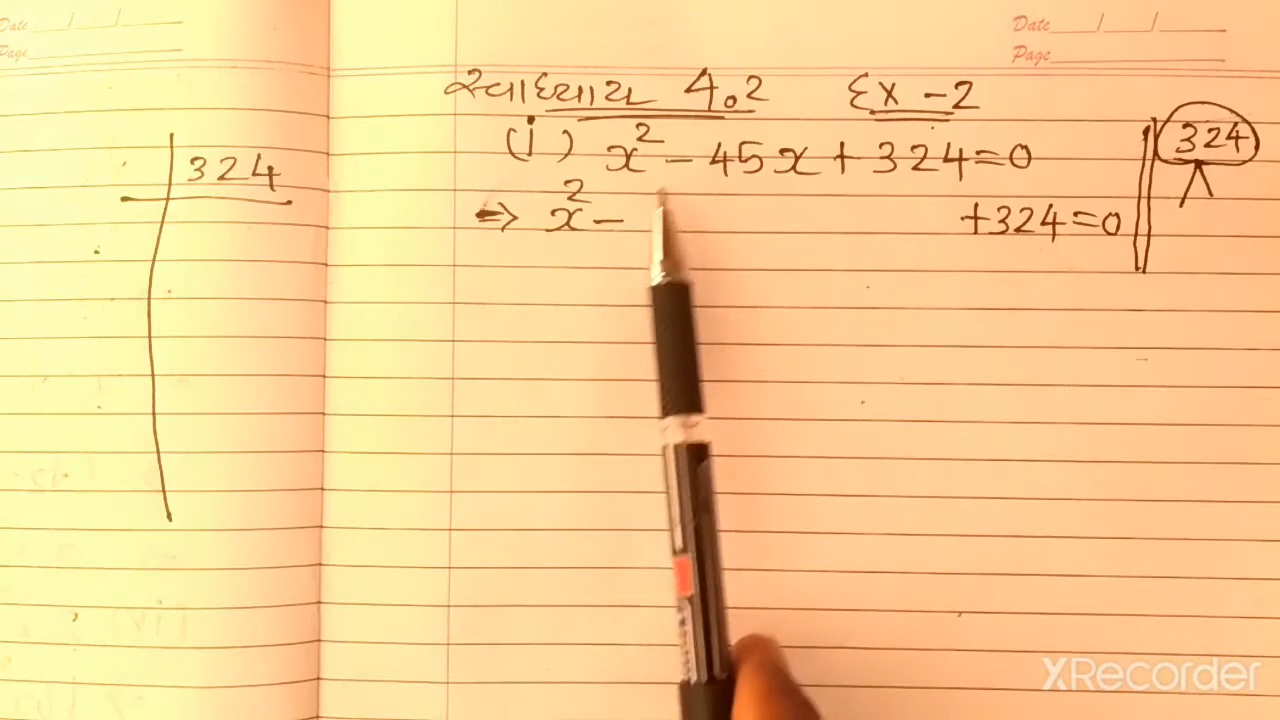 Date / /
Page
Date / /
Page
સ્વાધ્યાય 4.2 Ex -2
(i) x² - 45x + 324 = 0
324
324
⇒ x² - +324 = 0
XRecorder